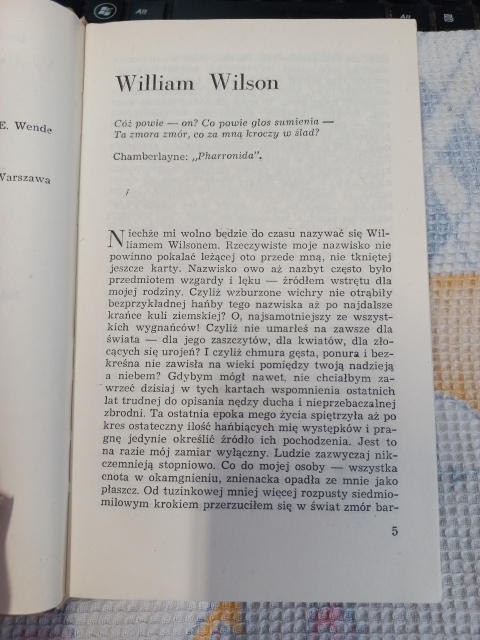 Alt
Alt
E. Wende
Warszawa
William Wilson
Cóż powie — on? Co powie głos sumienia —
Ta zmora zmór, co za mną kroczy w ślad?
Chamberlayne: „Pharronida”.
Niechże mi wolno będzie do czasu nazywać się Wil-
liamem Wilsonem. Rzeczywiste moje nazwisko nie
powinno pokalać leżącej oto przede mną, nie tkniętej
jeszcze karty. Nazwisko owo aż nazbyt często było
przedmiotem wzgardy i lęku — źródłem wstrętu dla
mojej rodziny. Czyliż wzburzone wichry nie otrąbiły
bezprzykładnej hańby tego nazwiska aż po najdalsze
krańce kuli ziemskiej? O, najsamotniejszy ze wszyst-
kich wygnańców! Czyliż nie umarłeś na zawsze dla
świata — dla jego zaszczytów, dla kwiatów, dla zło-
cących się urojeń? I czyliż chmura gęsta, ponura i bez-
kreśna nie zawisła na wieki pomiędzy twoją nadzieją
a niebem? Gdybym mógł nawet, nie chciałbym za-
wrzeć dzisiaj w tych kartach wspomnienia ostatnich
lat trudnej do opisania nędzy ducha i nieprzebaczalnej
zbrodni. Ta ostatnia epoka mego życia spiętrzyła aż po
kres ostateczny ilość hańbiących mię występków i pra-
gnę jedynie określić źródło ich pochodzenia. Jest to
na razie mój zamiar wyłączny. Ludzie zazwyczaj nik-
czemnieją stopniowo. Co do mojej osoby — wszystka
cnota w okamgnieniu, znienacka opadła ze mnie jako
płaszcz. Od tuzinkowej mniej więcej rozpusty siedmio-
milowym krokiem przerzuciłem się w świat zmór bar-
5